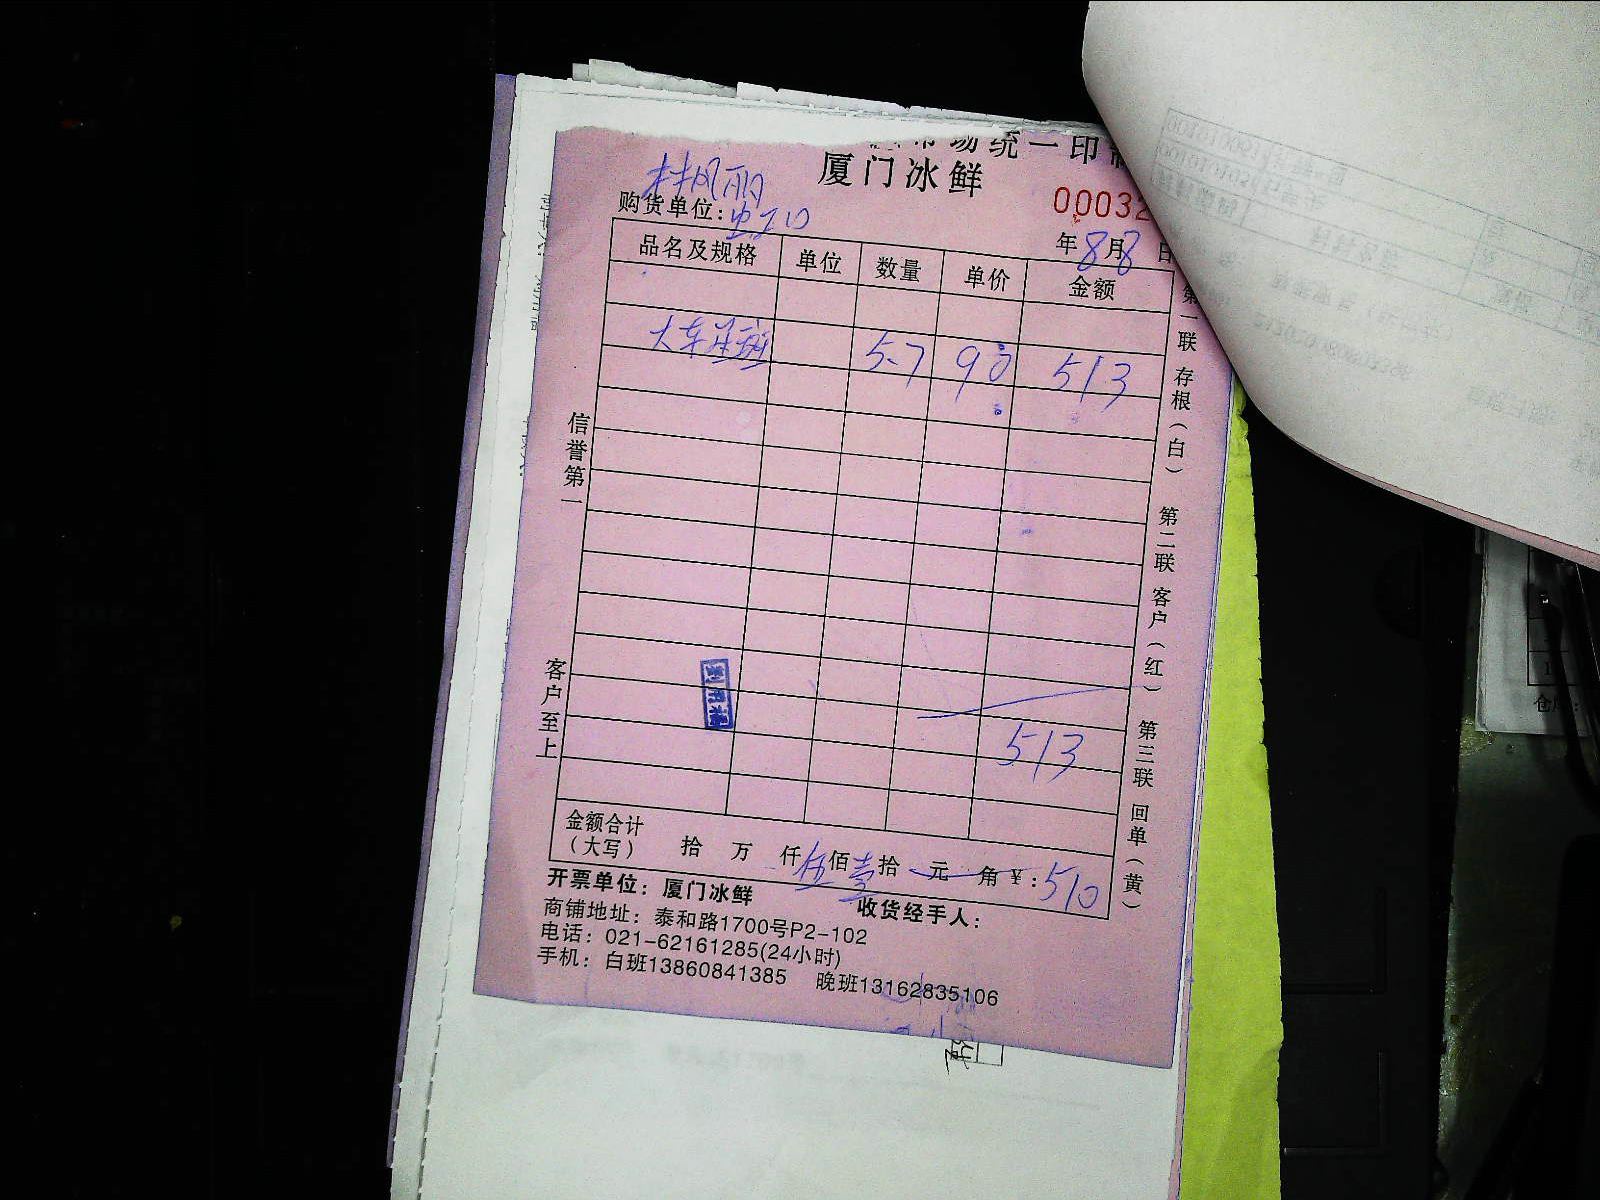 市场统一印制
厦门冰鲜
00032
林凤丽
购货单位:虹口
年8月8日
品名及规格 单位 数量 单价 金额
大东星斑 5.7 90 513
513
金额合计（大写） 拾 万 仟伍佰壹拾 元 角 ¥:510
开票单位：厦门冰鲜 收货经手人：
商铺地址：泰和路1700号P2-102
电话：021-62161285(24小时)
手机：白班13860841385 晚班13162835106
信誉第一
客户至上
第一联 存根（白） 第二联 客户（红） 第三联 回单（黄）